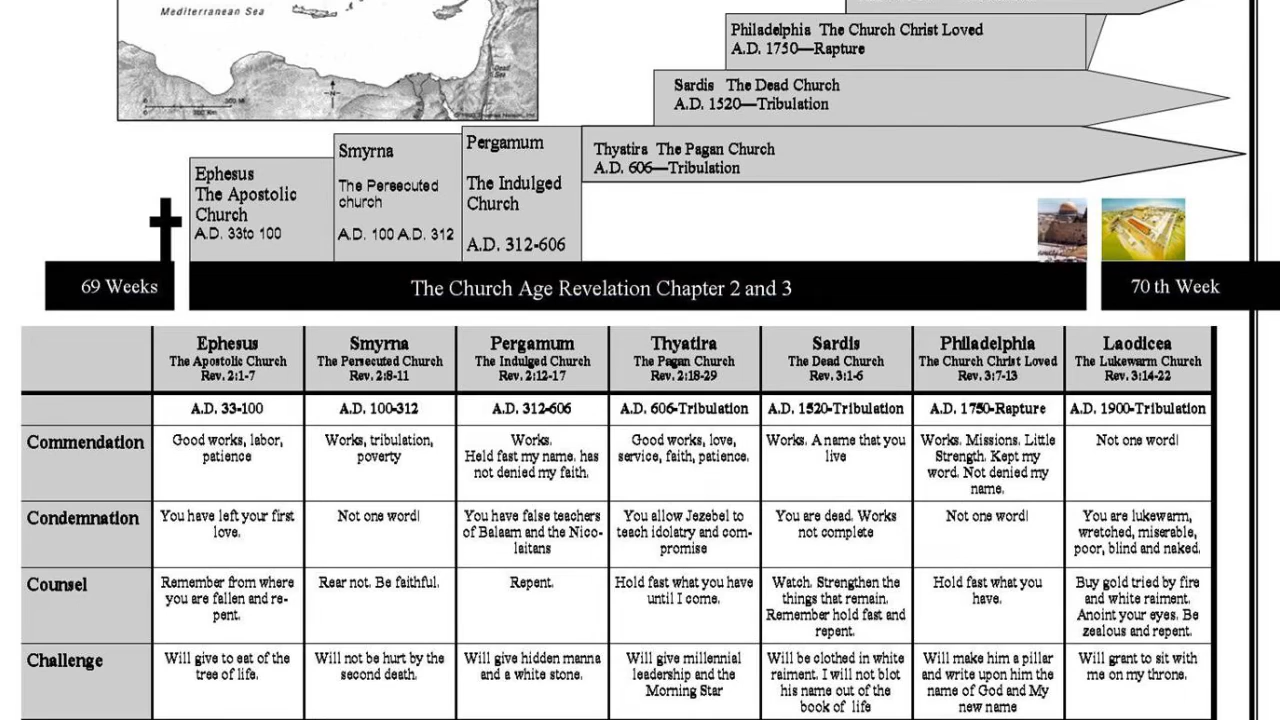 Mediterranean Sea
Dead
Sea
N
Philadelphia The Church Christ Loved
A.D. 1750—Rapture
Sardis The Dead Church
A.D. 1520—Tribulation
Thyatira The Pagan Church
A.D. 606—Tribulation
Pergamum
The Indulged
Church
A.D. 312-606
Smyrna
The Persecuted
church
A.D. 100 A.D. 312
Ephesus
The Apostolic
Church
A.D. 33to 100
69 Weeks
The Church Age Revelation Chapter 2 and 3
70 th Week
Ephesus
The Apostolic Church
Rev. 2:1-7
Smyrna
The Persecuted Church
Rev. 2:8-11
Pergamum
The Indulged Church
Rev. 2:12-17
Thyatira
The Pagan Church
Rev. 2:18-29
Sardis
The Dead Church
Rev. 3:1-6
Philadelphia
The Church Christ Loved
Rev. 3:7-13
Laodicea
The Lukewarm Church
Rev. 3:14-22
A.D. 33-100
A.D. 100-312
A.D. 312-606
A.D. 606-Tribulation
A.D. 1520-Tribulation
A.D. 1750-Rapture
A.D. 1900-Tribulation
Commendation
Good works, labor,
patience
Works, tribulation,
poverty
Works.
Held fast my name. has
not denied my faith.
Good works, love,
service, faith, patience.
Works. A name that you
live
Works. Missions. Little
Strength. Kept my
word. Not denied my
name.
Not one word!
Condemnation
You have left your first
love.
Not one word!
You have false teachers
of Balaam and the Nico-
laitans
You allow Jezebel to
teach idolatry and com-
promise
You are dead. Works
not complete
Not one word!
You are lukewarm,
wretched, miserable,
poor, blind and naked.
Counsel
Remember from where
you are fallen and re-
pent.
Rear not. Be faithful.
Repent.
Hold fast what you have
until I come.
Watch. Strengthen the
things that remain.
Remember hold fast and
repent.
Hold fast what you
have.
Buy gold tried by fire
and white raiment.
Anoint your eyes. Be
zealous and repent.
Challenge
Will give to eat of the
tree of life.
Will not be hurt by the
second death.
Will give hidden manna
and a white stone.
Will give millennial
leadership and the
Morning Star
Will be clothed in white
raiment. I will not blot
his name out of the
book of life
Will make him a pillar
and write upon him the
name of God and My
new name
Will grant to sit with
me on my throne.